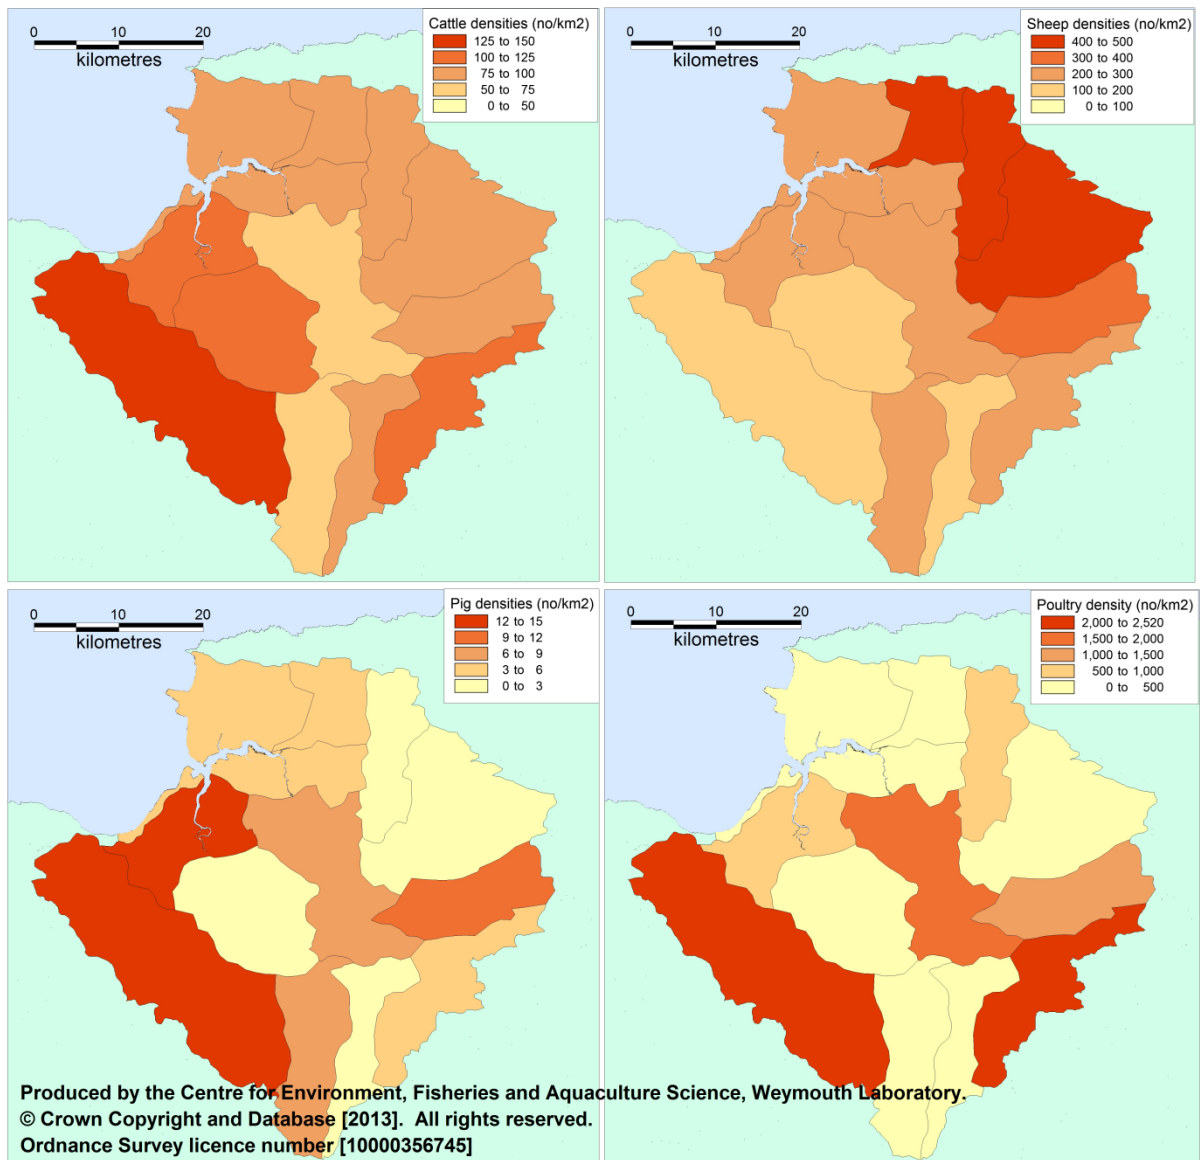 0 10 20
kilometres
Cattle densities (no/km2)
125 to 150
100 to 125
75 to 100
50 to 75
0 to 50
0 10 20
kilometres
Sheep densities (no/km2)
400 to 500
300 to 400
200 to 300
100 to 200
0 to 100
0 10 20
kilometres
Pig densities (no/km2)
12 to 15
9 to 12
6 to 9
3 to 6
0 to 3
0 10 20
kilometres
Poultry density (no/km2)
2,000 to 2,520
1,500 to 2,000
1,000 to 1,500
500 to 1,000
0 to 500
Produced by the Centre for Environment, Fisheries and Aquaculture Science, Weymouth Laboratory.
© Crown Copyright and Database [2013]. All rights reserved.
Ordnance Survey licence number [10000356745]